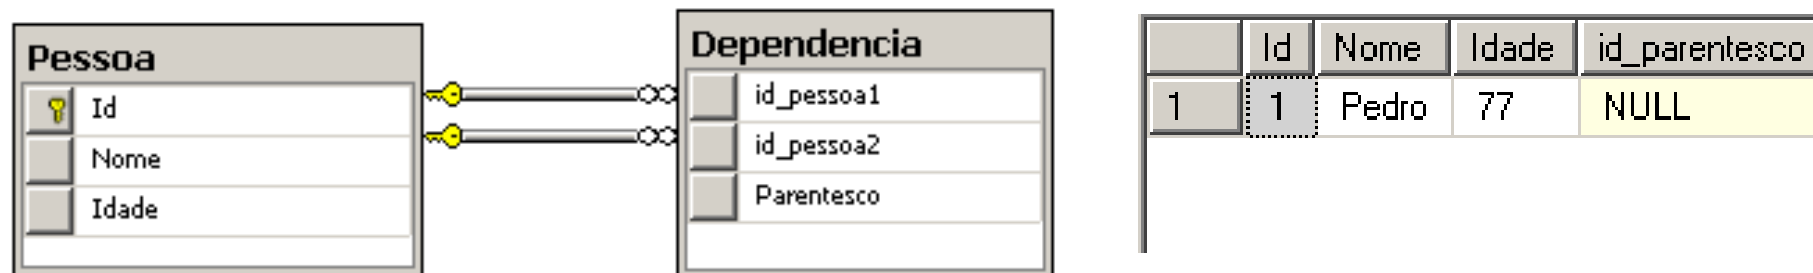 Pessoa
Id
Nome
Idade
Dependencia
id_pessoa1
id_pessoa2
Parentesco
Id Nome Idade id_parentesco
1 1 Pedro 77 NULL